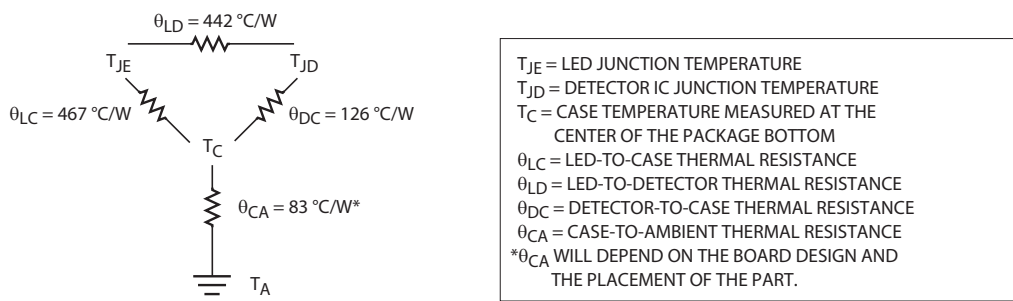 θLD = 442 °C/W
TJE
TJD
θLC = 467 °C/W
θDC = 126 °C/W
TC
θCA = 83 °C/W*
TA
TJE = LED JUNCTION TEMPERATURE
TJD = DETECTOR IC JUNCTION TEMPERATURE
TC = CASE TEMPERATURE MEASURED AT THE
CENTER OF THE PACKAGE BOTTOM
θLC = LED-TO-CASE THERMAL RESISTANCE
θLD = LED-TO-DETECTOR THERMAL RESISTANCE
θDC = DETECTOR-TO-CASE THERMAL RESISTANCE
θCA = CASE-TO-AMBIENT THERMAL RESISTANCE
*θCA WILL DEPEND ON THE BOARD DESIGN AND
THE PLACEMENT OF THE PART.